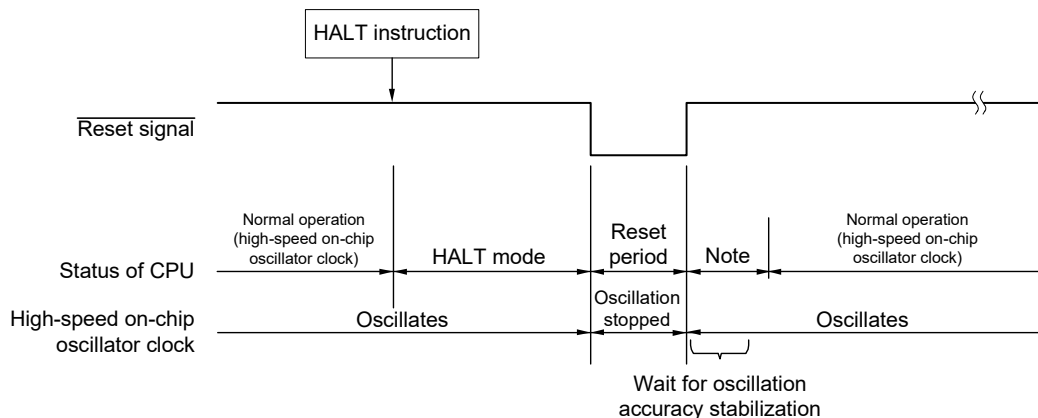 HALT instruction
Reset signal
Normal operation
(high-speed on-chip
oscillator clock)
HALT mode
Reset
period
Note
Normal operation
(high-speed on-chip
oscillator clock)
Status of CPU
High-speed on-chip
oscillator clock
Oscillates
Oscillation
stopped
Oscillates
Wait for oscillation
accuracy stabilization